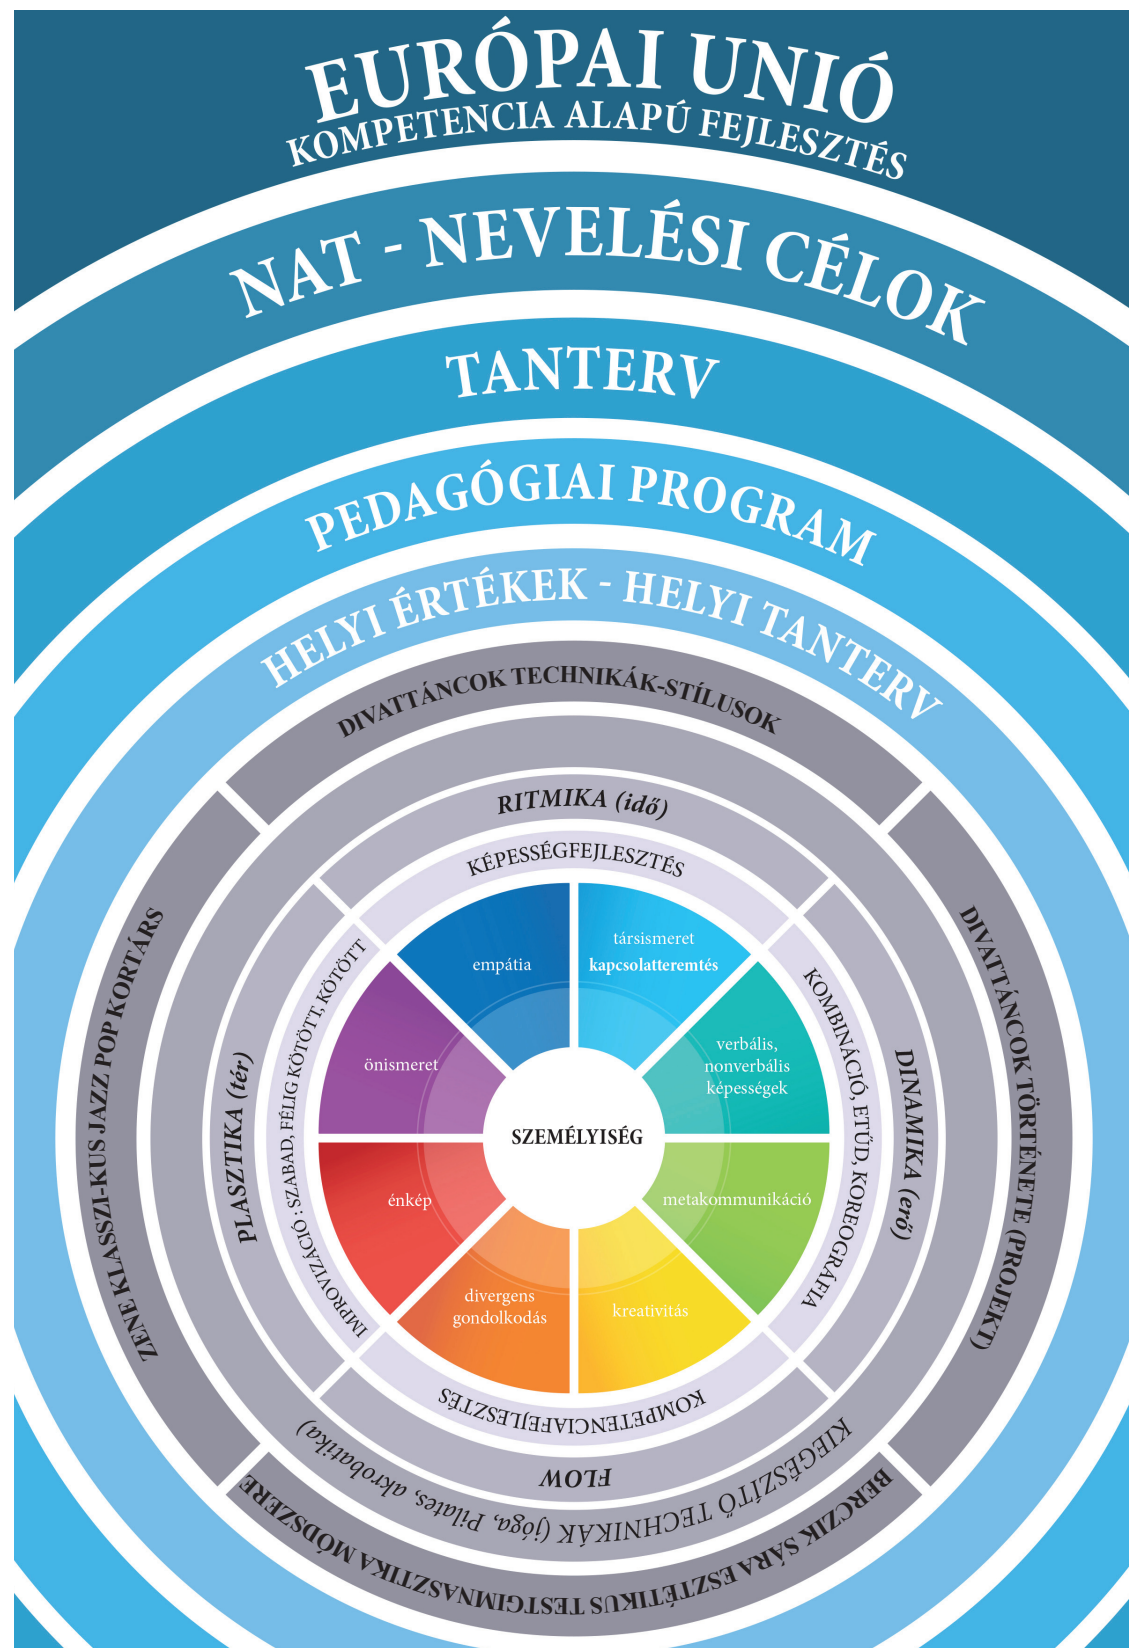 EURÓPAI UNIÓ
KOMPETENCIA ALAPÚ FEJLESZTÉS
NAT - NEVELÉSI CÉLOK
TANTERV
PEDAGÓGIAI PROGRAM
HELYI ÉRTÉKEK - HELYI TANTERV
DIVATTÁNCOK TECHNIKÁK-STÍLUSOK
DIVATTÁNCOK TÖRTÉNETE (PROJEKT)
BERCZIK SÁRA ESZTÉTIKUS TESTGIMNASZTIKA MÓDSZERE
ZENE KLASSZI-KUS JAZZ POP KORTÁRS
KIEGÉSZÍTŐ TECHNIKÁK (jóga, Pilates, akrobatika)
RITMIKA (idő)
DINAMIKA (erő)
FLOW
PLASZTIKA (tér)
KÉPESSÉGFEJLESZTÉS
KOMBINÁCIÓ, ETŰD, KOREOGRÁFIA
KOMPETENCIAFEJLESZTÉS
IMPROVIZÁCIÓ : SZABAD, FÉLIG KÖTÖTT, KÖTÖTT
empátia
társismeret
kapcsolatteremtés
verbális,
nonverbális
képességek
metakommunikáció
kreativitás
divergens
gondolkodás
énkép
önismeret
SZEMÉLYISÉG